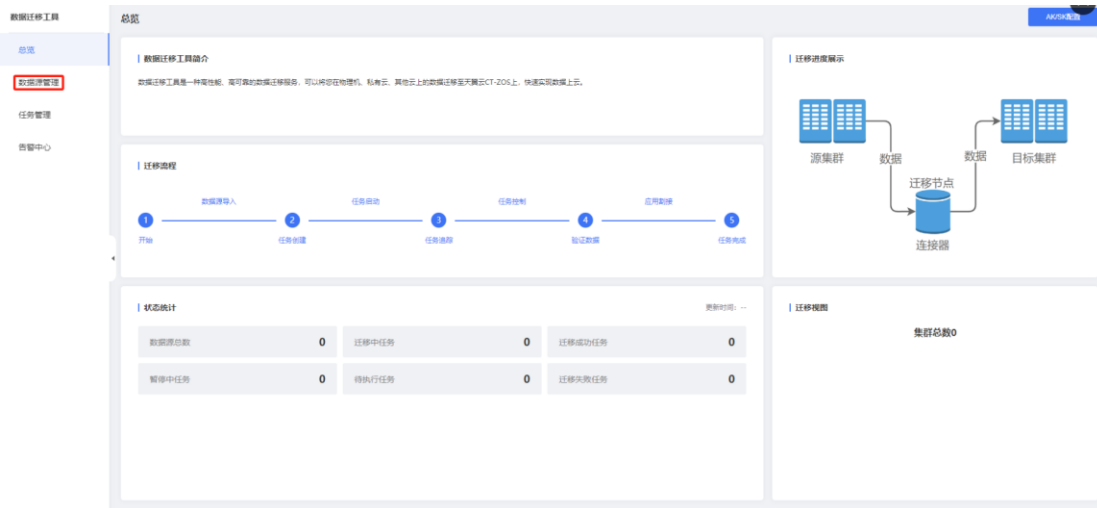 数据迁移工具
总览
数据源管理
任务管理
告警中心
总览
AK/SK配置
数据迁移工具简介
数据迁移工具是一种高性能、高可靠的数据迁移服务，可以将您在物理机、私有云、其他云上的数据迁移至天翼云CT-ZOS上，快速实现数据上云。
迁移进度展示
源集群
数据
迁移节点
连接器
数据
目标集群
迁移流程
数据源导入
任务启动
任务控制
应用割接
1
2
3
4
5
开始
任务创建
任务追踪
验证数据
任务完成
状态统计
更新时间：--
数据源总数 0
迁移中任务 0
迁移成功任务 0
暂停中任务 0
待执行任务 0
迁移失败任务 0
迁移视图
集群总数0